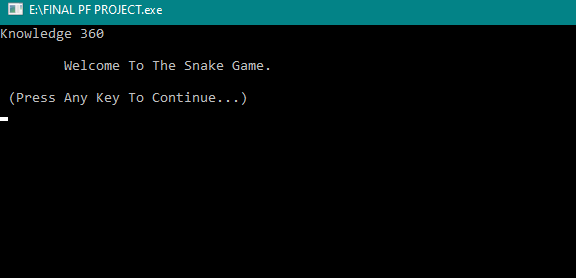 E:\FINAL PF PROJECT.exe
Knowledge 360
Welcome To The Snake Game.
(Press Any Key To Continue...)